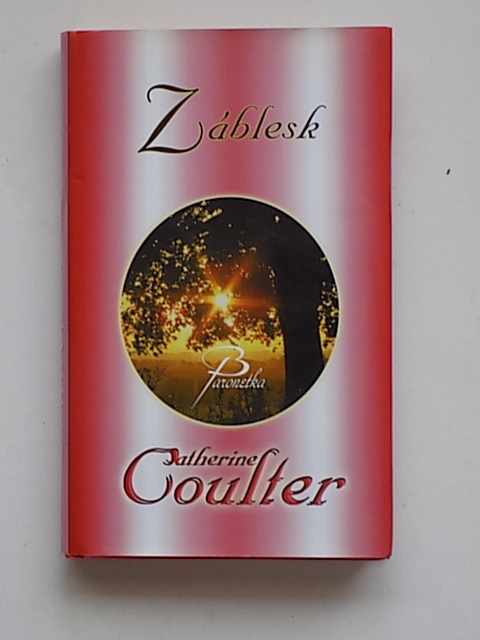 Záblesk
Baronetka
Catherine
Coulter